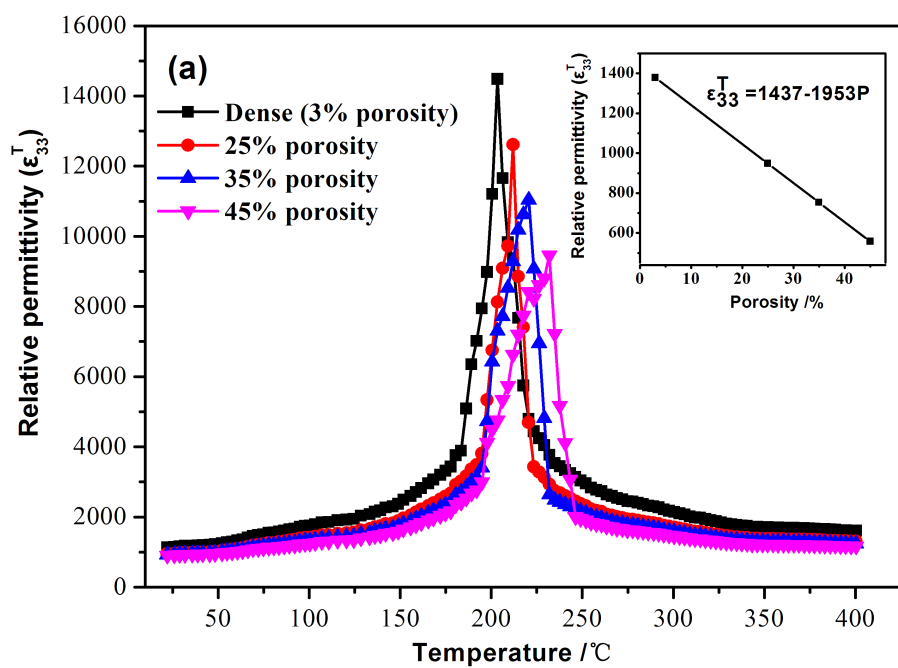 (a)
Dense (3% porosity)
25% porosity
35% porosity
45% porosity
Relative permittivity (ε₃₃ᵀ)
16000
14000
12000
10000
8000
6000
4000
2000
0
50
100
150
200
250
300
350
400
Temperature /℃
Relative permittivity (ε₃₃ᵀ)
1400
1200
1000
800
600
ε₃₃ᵀ=1437-1953P
0
10
20
30
40
Porosity /%